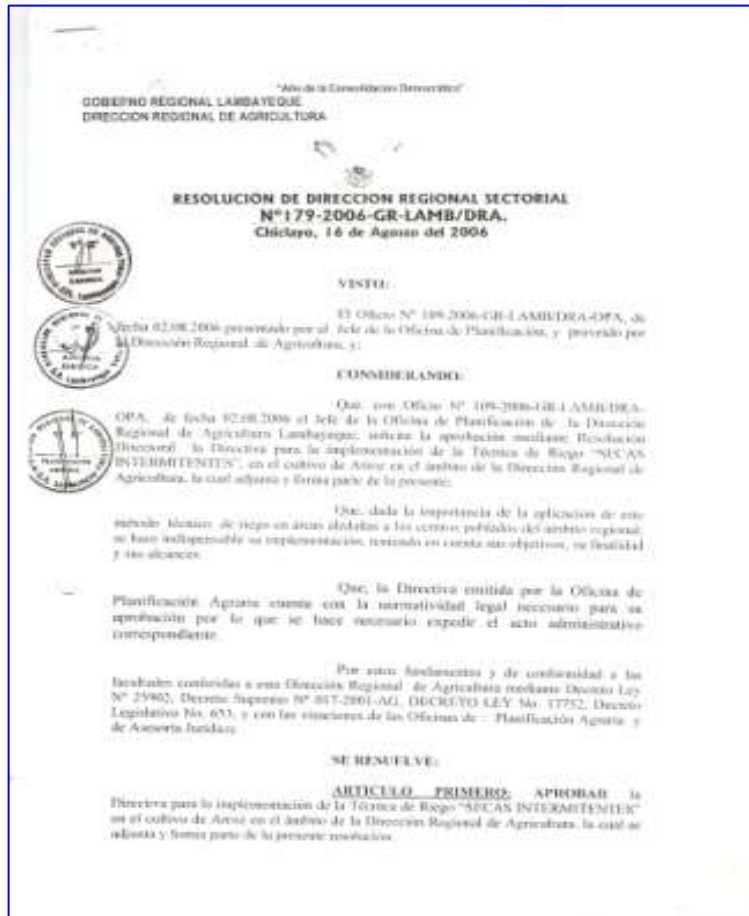 "Año de la Consolidación Democrática"
GOBIERNO REGIONAL LAMBAYEQUE
DIRECCIÓN REGIONAL DE AGRICULTURA
RESOLUCIÓN DE DIRECCION REGIONAL SECTORIAL
Nº179-2006-GR-LAMB/DRA.
Chiclayo, 16 de Agosto del 2006
VISTO:
El Oficio Nº 109-2006-GR-LAMB/DRA-OPA, de
fecha 02.08.2006 presentado por el Jefe de la Oficina de Planificación, y proveido por
la Dirección Regional de Agricultura, y;
CONSIDERANDO:
Que, con Oficio Nº 109-2006-GR-LAMB/DRA-
OPA, de fecha 02.08.2006 el Jefe de la Oficina de Planificación de la Dirección
Regional de Agricultura Lambayeque, solicita la aprobación mediante Resolución
Directoral la Directiva para la implementación de la Técnica de Riego "SECAS
INTERMITENTES", en el cultivo de Arroz en el ámbito de la Dirección Regional de
Agricultura, la cual adjunta y forma parte de la presente;
Que, dada la importancia de la aplicación de este
método técnico de riego en áreas aledañas a los centros poblados del ámbito regional,
se hace indispensable su implementación, teniendo en cuenta sus objetivos, su finalidad
y sus alcances.
Que, la Directiva emitida por la Oficina de
Planificación Agraria cuenta con la normatividad legal necesario para su
aprobación por lo que se hace necesario expedir el acto administrativo
correspondiente.
Por estos fundamentos y de conformidad a las
facultades conferidas a esta Dirección Regional de Agricultura mediante Decreto Ley
Nº 25902, Decreto Supremo Nº 017-2001-AG, DECRETO LEY No. 17752, Decreto
Legislativo No. 653, y con las visaciones de las Oficinas de : Planificación Agraria y
de Asesoría Jurídica;
SE RESUELVE:
ARTICULO PRIMERO: APROBAR la
Directiva para la implementación de la Técnica de Riego "SECAS INTERMITENTES"
en el cultivo de Arroz en el ámbito de la Dirección Regional de Agricultura, la cual se
adjunta y forma parte de la presente resolución.